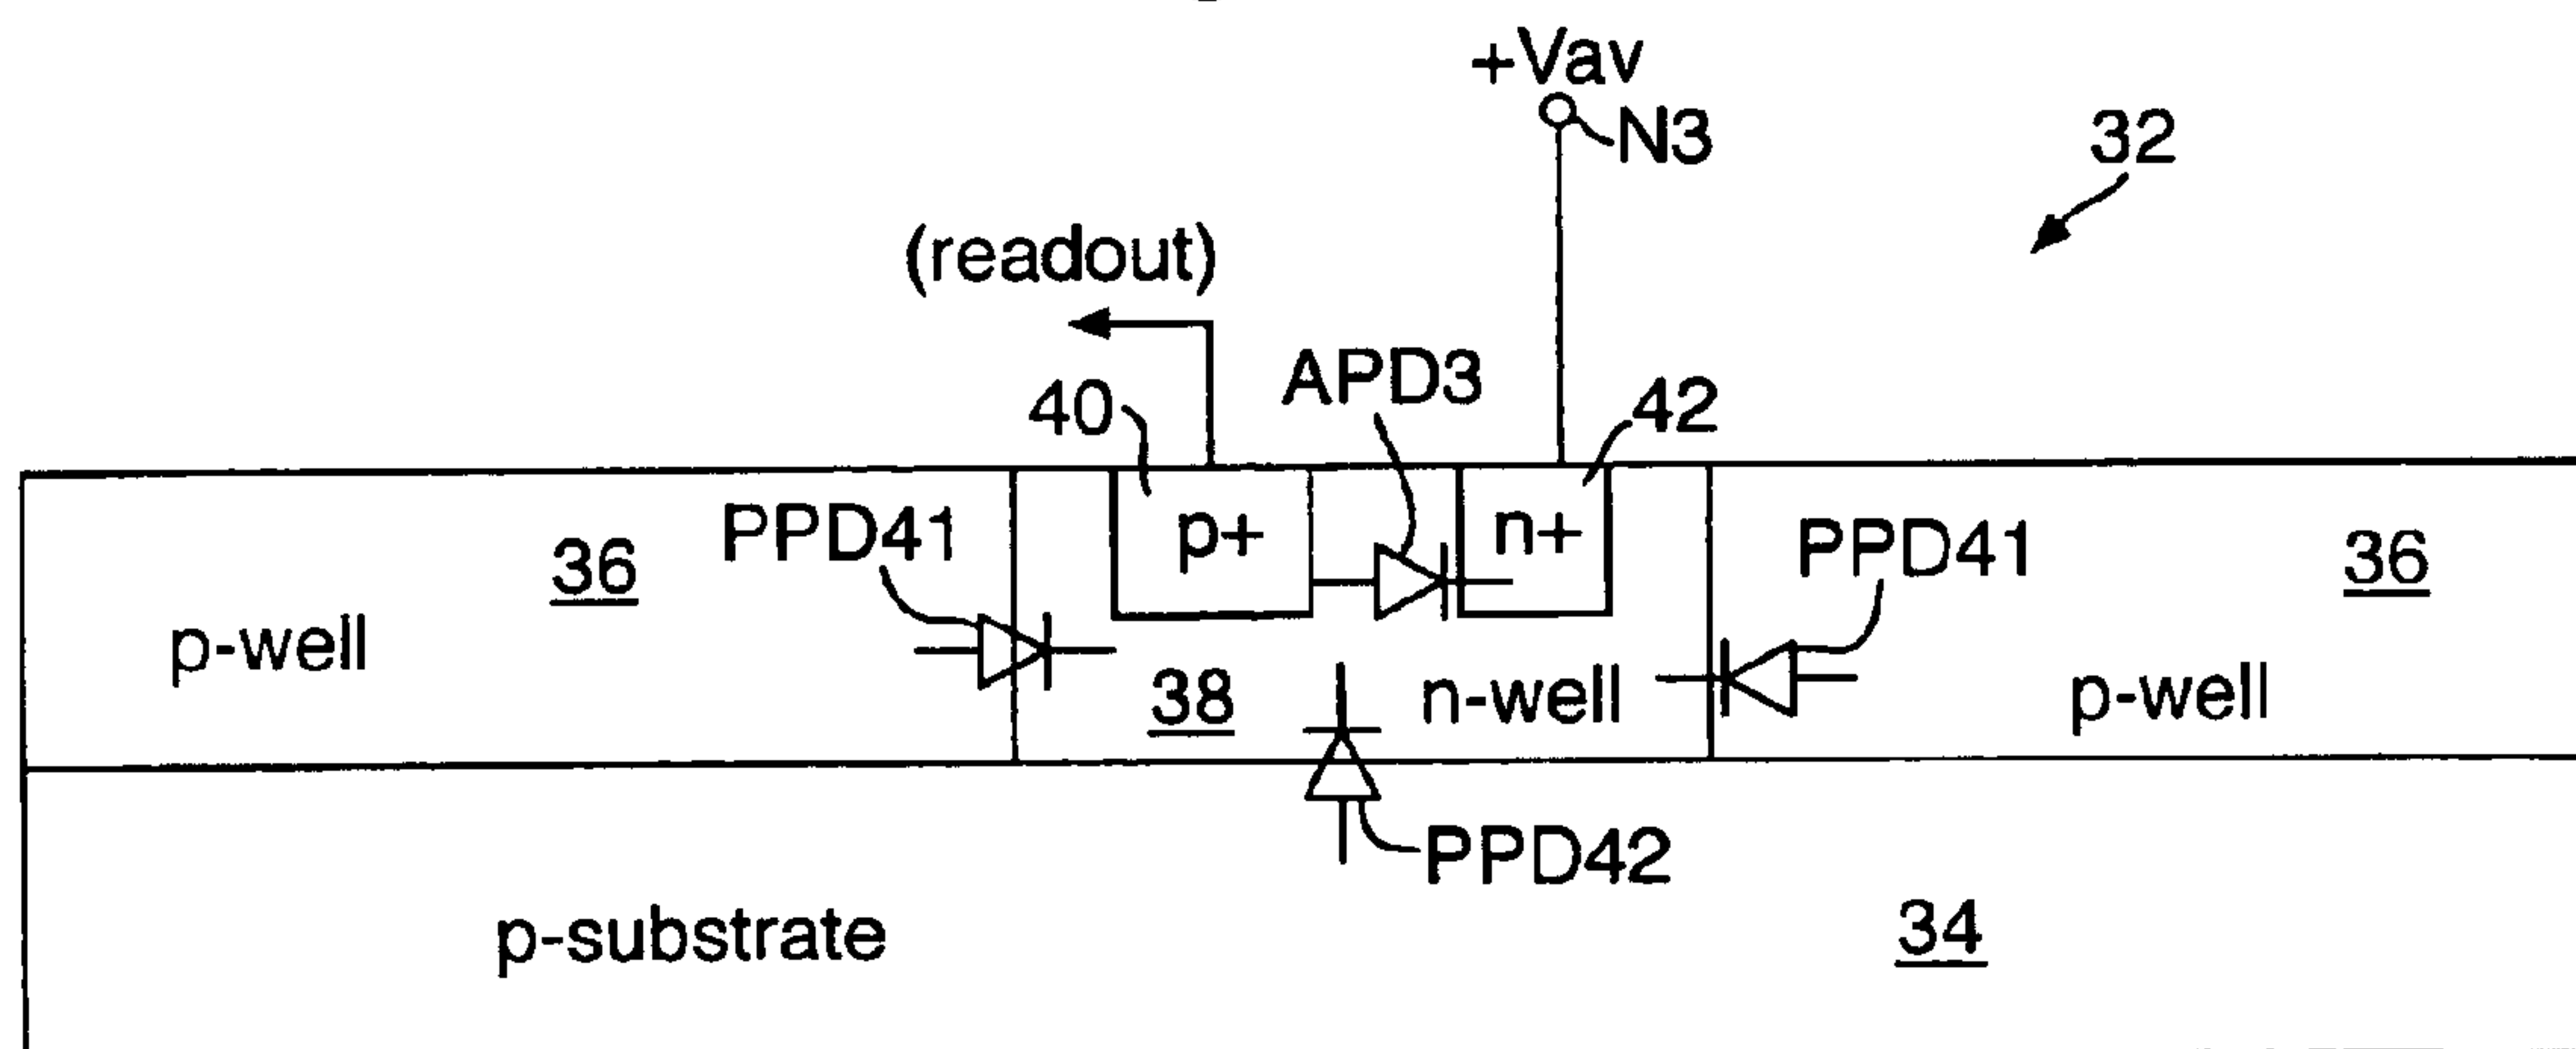 +Vav
N3
32
(readout)
APD3
40
42
p+
n+
PPD41
PPD41
36
36
p-well
38
n-well
p-well
PPD42
p-substrate
34